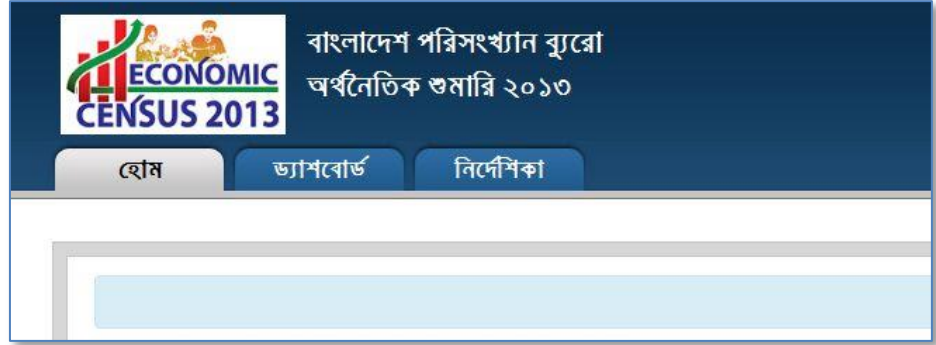 ECONOMIC
CENSUS 2013
বাংলাদেশ পরিসংখ্যান ব্যুরো
অর্থনৈতিক শুমারি ২০১৩
হোম
ড্যাশবোর্ড
নির্দেশিকা